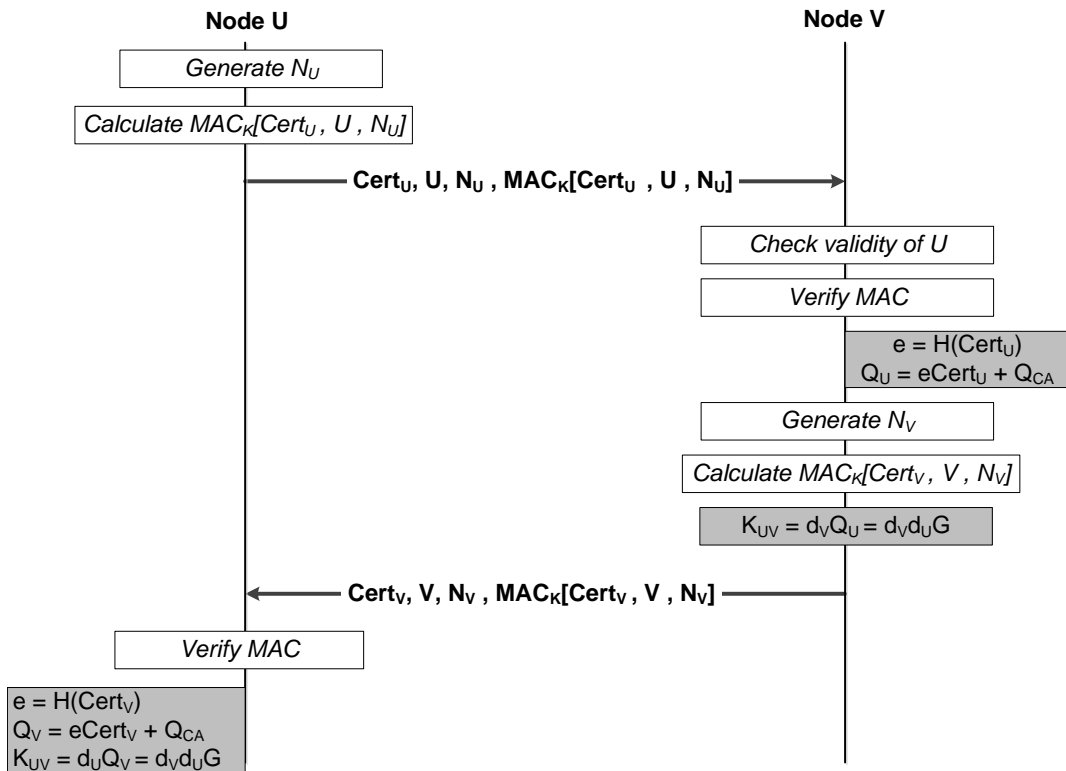 Node U
Node V
Generate N_U
Calculate MAC_K[Cert_U , U , N_U]
Cert_U, U, N_U , MAC_K[Cert_U , U , N_U]
Check validity of U
Verify MAC
e = H(Cert_U)
Q_U = eCert_U + Q_CA
Generate N_V
Calculate MAC_K[Cert_V , V , N_V]
K_UV = d_VQ_U = d_Vd_UG
Cert_V, V, N_V , MAC_K[Cert_V , V , N_V]
Verify MAC
e = H(Cert_V)
Q_V = eCert_V + Q_CA
K_UV = d_UQ_V = d_Vd_UG